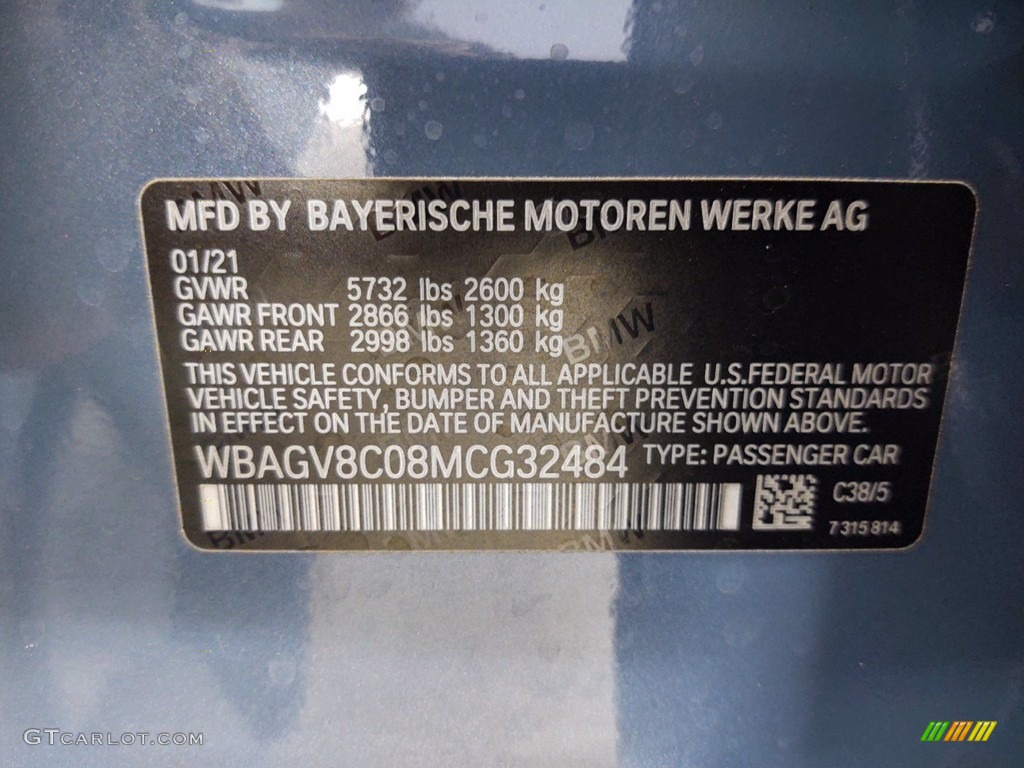 MFD BY BAYERISCHE MOTOREN WERKE AG
01/21
GVWR 5732 lbs 2600 kg
GAWR FRONT 2866 lbs 1300 kg
GAWR REAR 2998 lbs 1360 kg
THIS VEHICLE CONFORMS TO ALL APPLICABLE U.S.FEDERAL MOTOR
VEHICLE SAFETY, BUMPER AND THEFT PREVENTION STANDARDS
IN EFFECT ON THE DATE OF MANUFACTURE SHOWN ABOVE.
WBAGV8C08MCG32484 TYPE: PASSENGER CAR
C38/5
7 315 814
GTCARLOT.COM